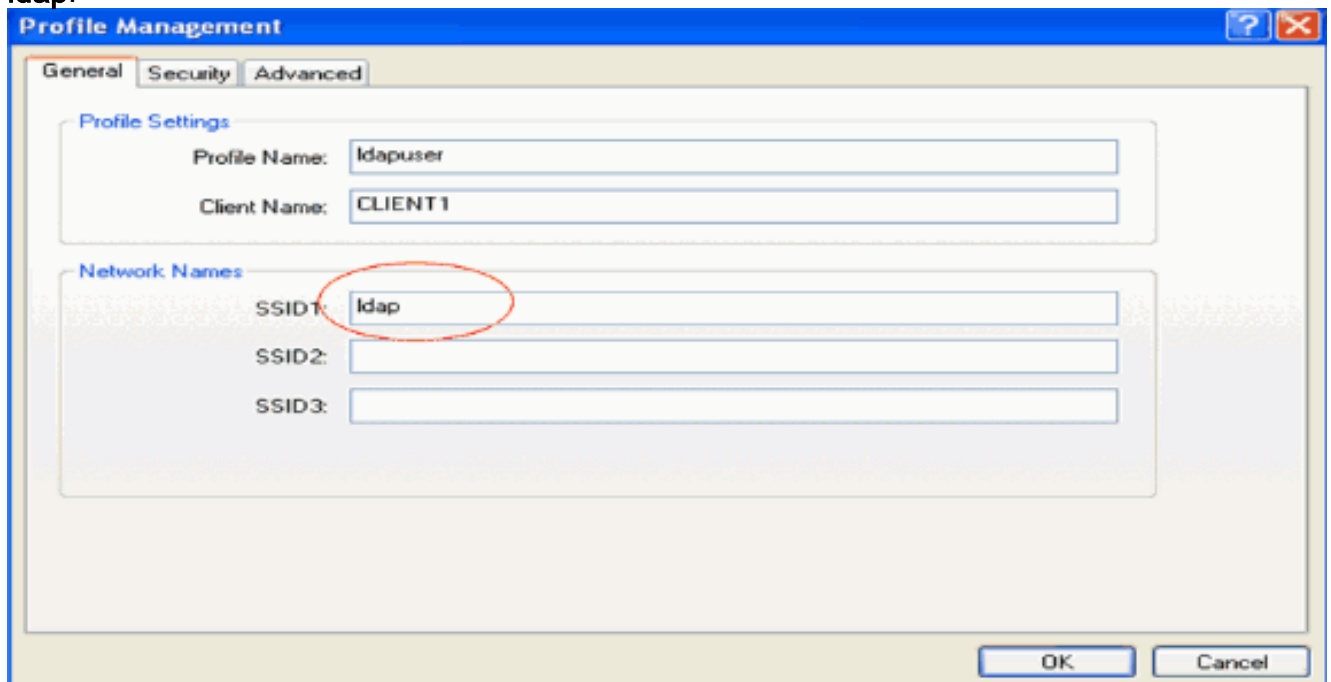 ldap.
Profile Management
General Security Advanced
Profile Settings
Profile Name: ldapuser
Client Name: CLIENT1
Network Names
SSID1: ldap
SSID2:
SSID3:
OK Cancel